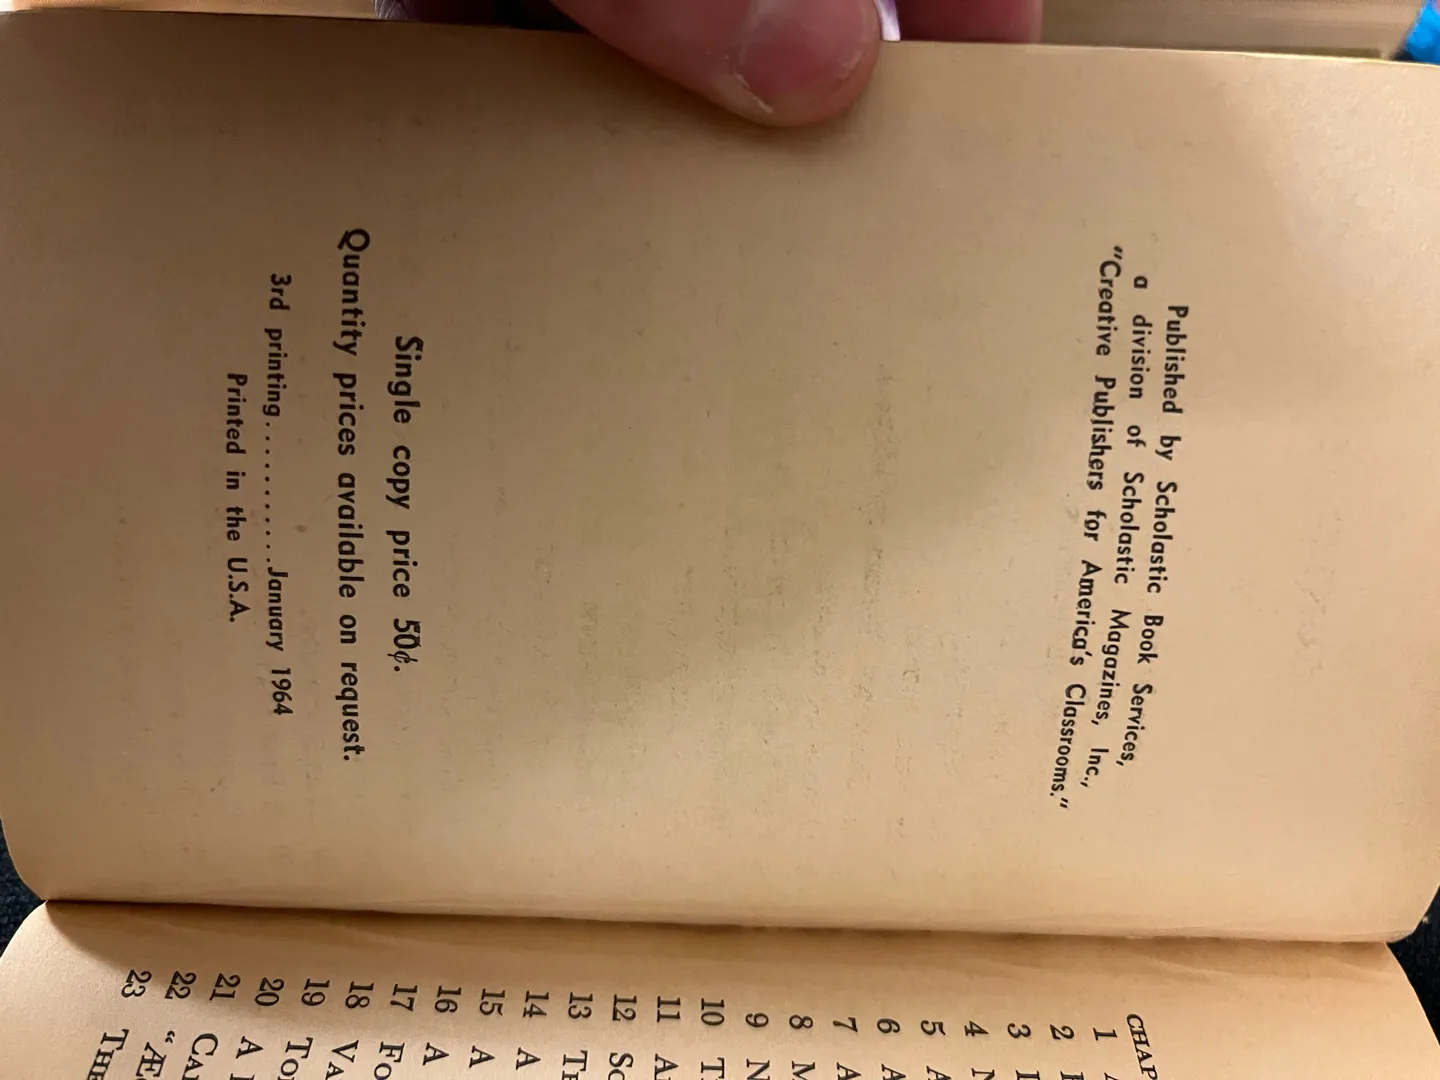 Published by Scholastic Book Services,
a division of Scholastic Magazines, Inc.,
"Creative Publishers for America's Classrooms."
Single copy price 50¢.
Quantity prices available on request.
3rd printing..........January 1964
Printed in the U.S.A.
CHAP
1
2
3
4
5 A
6 A
7 A
8 M
9 N
10 T
11
12
13
14 A
15 A
16 A
17
18
19
20 A
21
22
23 THE